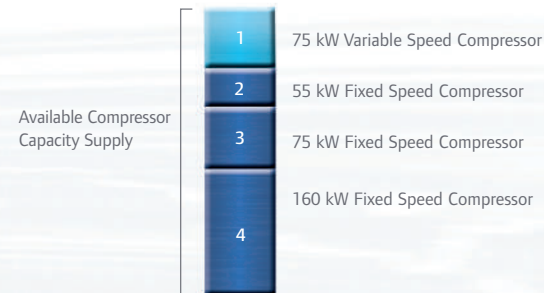 1
75 kW Variable Speed Compressor
2
55 kW Fixed Speed Compressor
Available Compressor
Capacity Supply
3
75 kW Fixed Speed Compressor
160 kW Fixed Speed Compressor
4